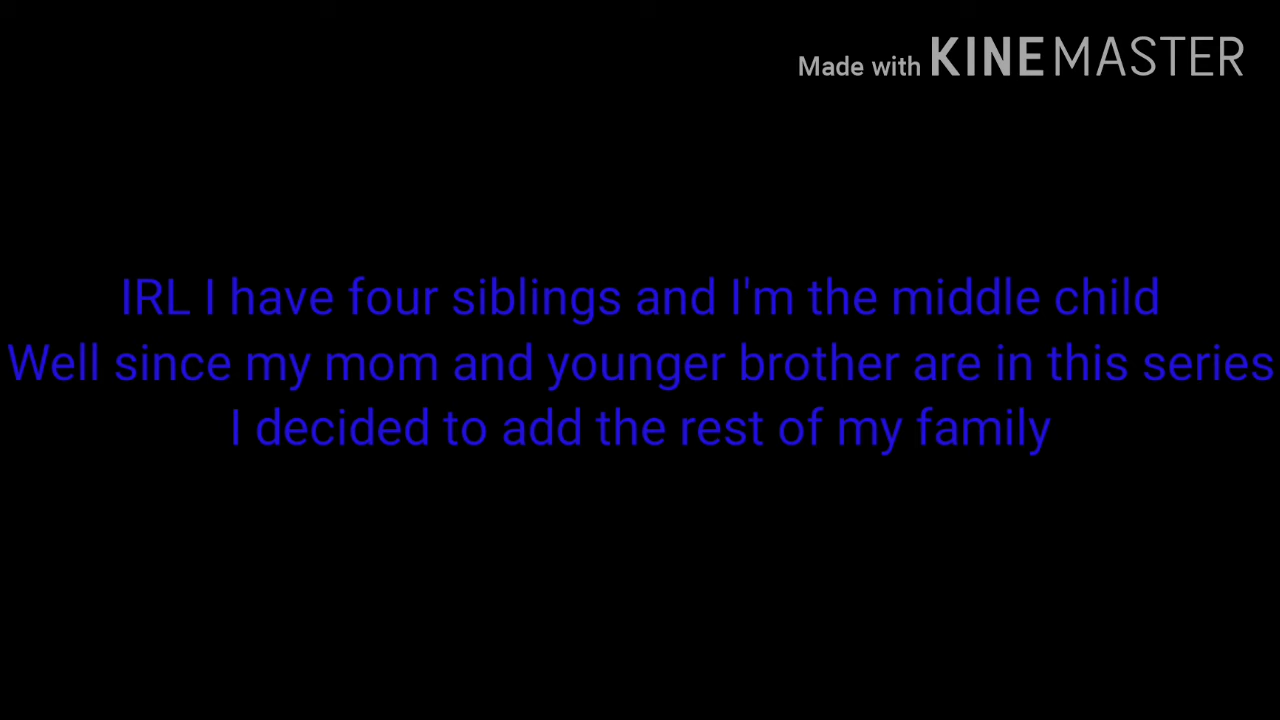 Made with KINEMASTER
IRL I have four siblings and I'm the middle child
Well since my mom and younger brother are in this series
I decided to add the rest of my family